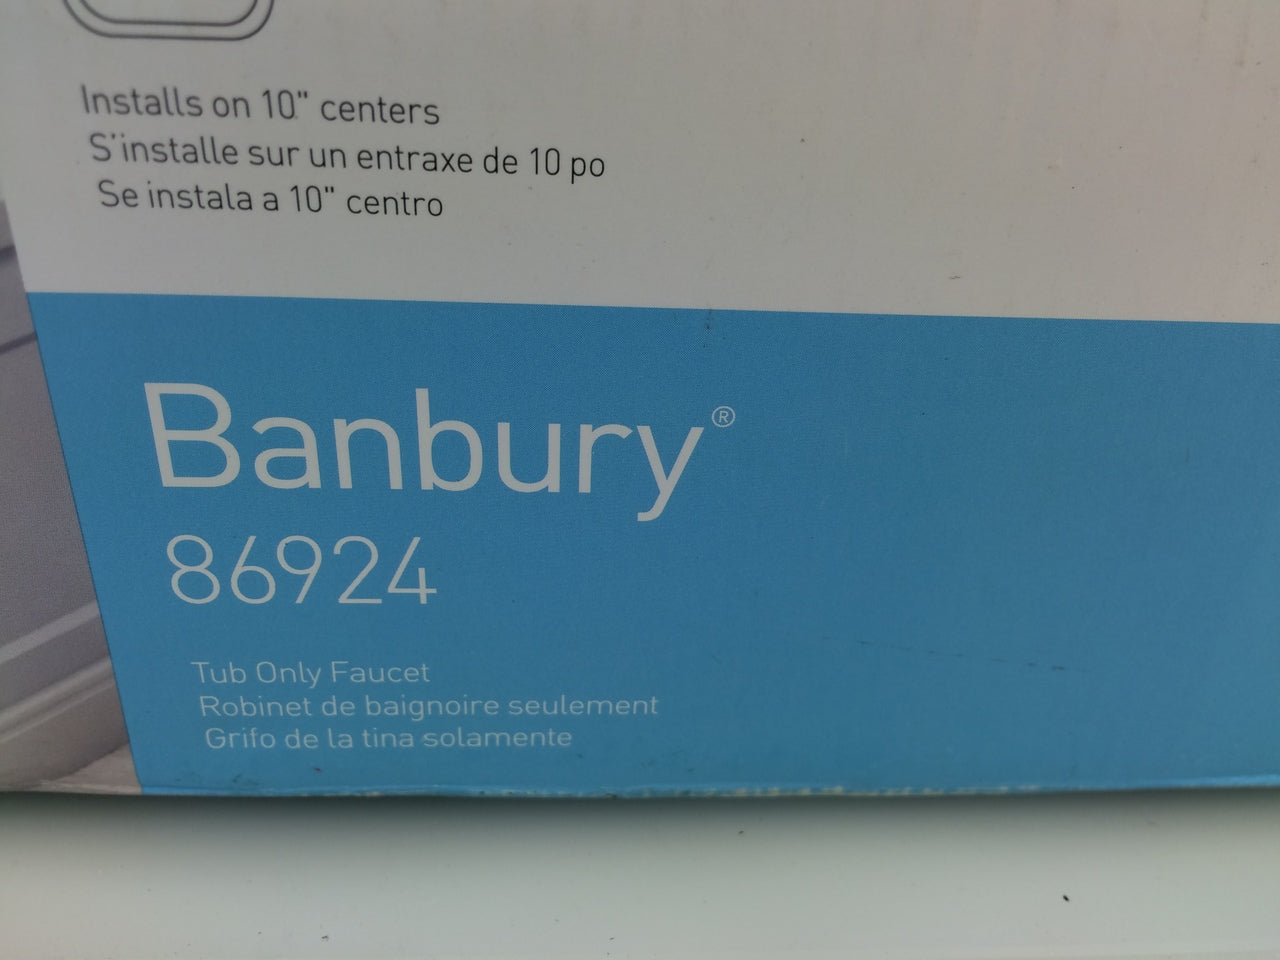 Installs on 10" centers
S'installe sur un entraxe de 10 po
Se instala a 10" centro
Banbury®
86924
Tub Only Faucet
Robinet de baignoire seulement
Grifo de la tina solamente